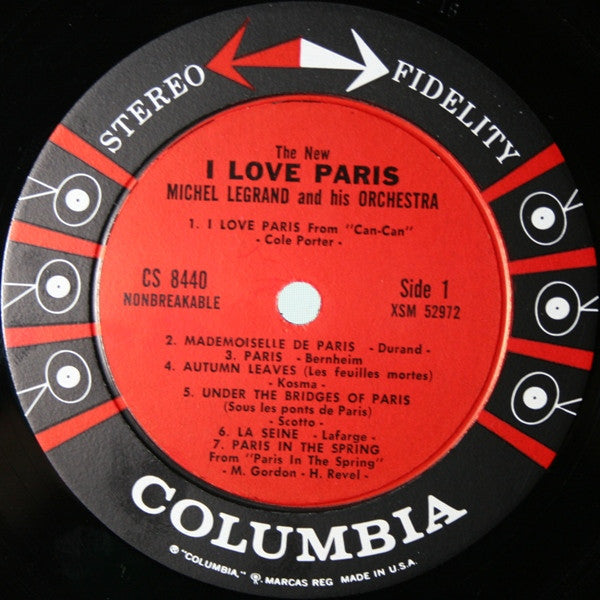 STEREO FIDELITY
The New
I LOVE PARIS
MICHEL LEGRAND and his ORCHESTRA
1. I LOVE PARIS From "Can-Can"
- Cole Porter -
CS 8440
NONBREAKABLE
Side 1
XSM 52972
2. MADEMOISELLE DE PARIS - Durand -
3. PARIS - Bernheim
4. AUTUMN LEAVES (Les feuilles mortes)
- Kosma -
5. UNDER THE BRIDGES OF PARIS
(Sous les ponts de Paris)
- Scotto -
6. LA SEINE - Lafarge -
7. PARIS IN THE SPRING
From "Paris In The Spring"
- M. Gordon - H. Revel -
COLUMBIA
® "COLUMBIA," MARCAS REG MADE IN U.S.A.